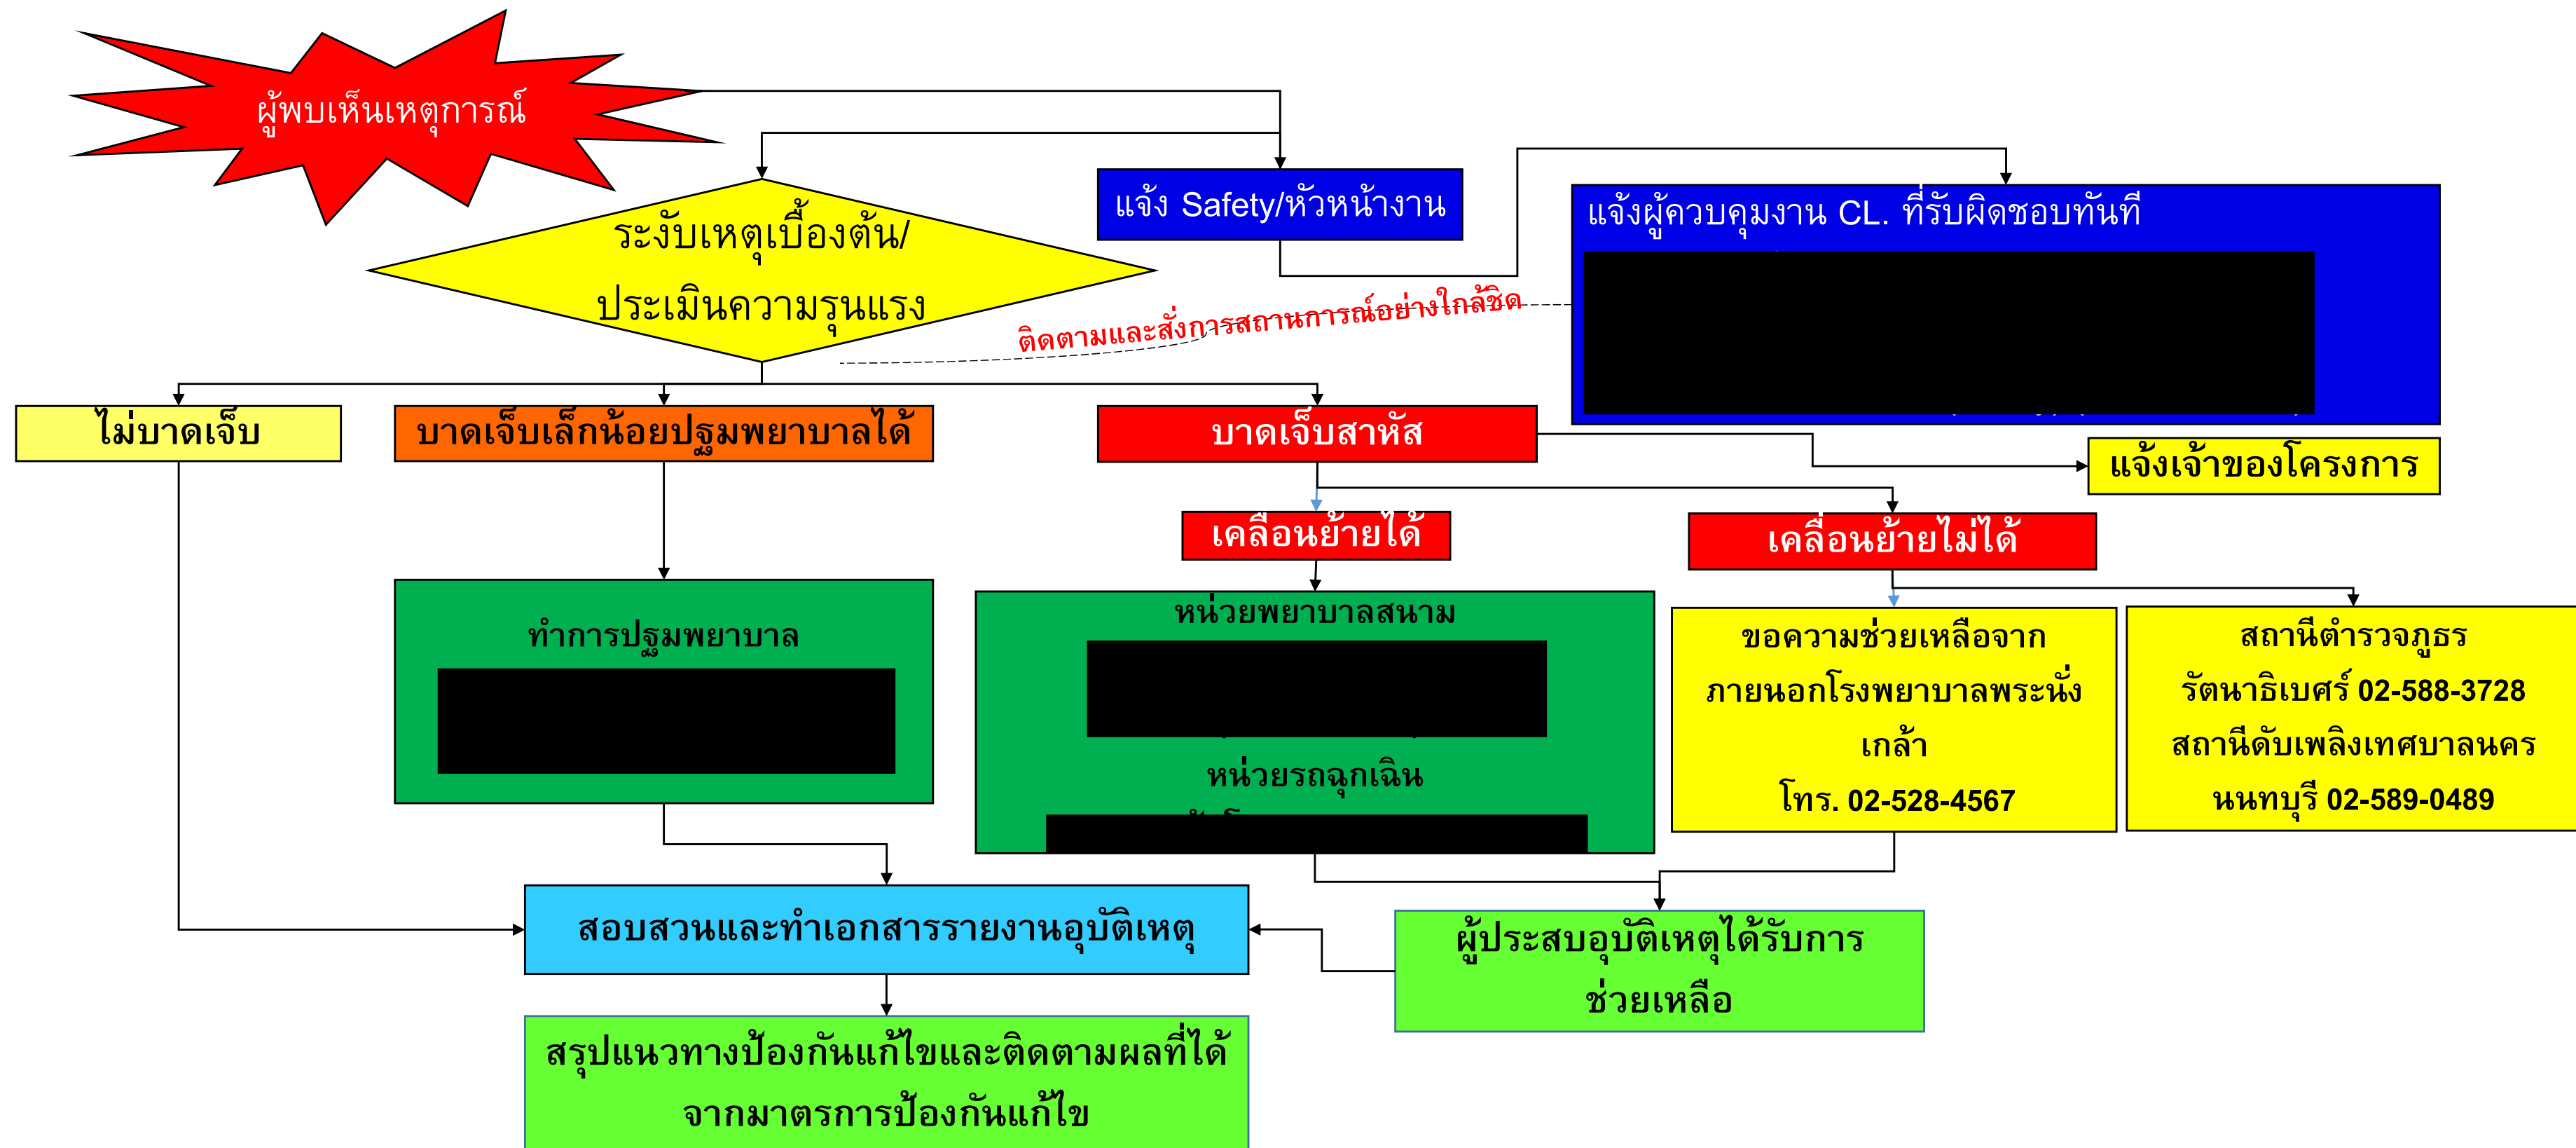 ผู้พบเห็นเหตุการณ์
แจ้ง Safety/หัวหน้างาน
แจ้งผู้ควบคุมงาน CL. ที่รับผิดชอบทันที
ระงับเหตุเบื้องต้น/
ประเมินความรุนแรง
ติดตามและสั่งการสถานการณ์อย่างใกล้ชิด
ไม่บาดเจ็บ
บาดเจ็บเล็กน้อยปฐมพยาบาลได้
บาดเจ็บสาหัส
แจ้งเจ้าของโครงการ
เคลื่อนย้ายได้
เคลื่อนย้ายไม่ได้
ทำการปฐมพยาบาล
หน่วยพยาบาลสนาม
หน่วยรถฉุกเฉิน
ขอความช่วยเหลือจาก
ภายนอกโรงพยาบาลพระนั่ง
เกล้า
โทร. 02-528-4567
สถานีตำรวจภูธร
รัตนาธิเบศร์ 02-588-3728
สถานีดับเพลิงเทศบาลนคร
นนทบุรี 02-589-0489
สอบสวนและทำเอกสารรายงานอุบัติเหตุ
ผู้ประสบอุบัติเหตุได้รับการ
ช่วยเหลือ
สรุปแนวทางป้องกันแก้ไขและติดตามผลที่ได้
จากมาตรการป้องกันแก้ไข